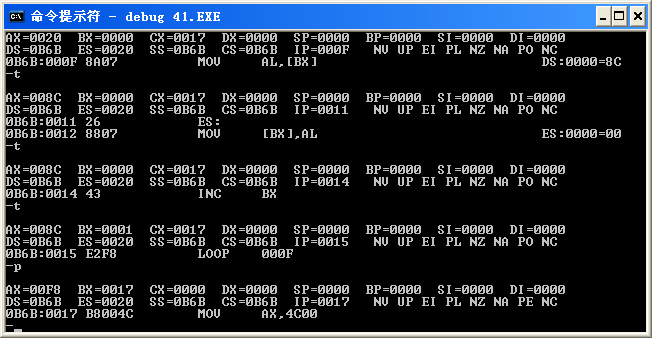 命令提示符 - debug 41.EXE
AX=0020  BX=0000  CX=0017  DX=0000  SP=0000  BP=0000  SI=0000  DI=0000
DS=0B6B  ES=0020  SS=0B6B  CS=0B6B  IP=000F   NV UP EI PL NZ NA PO NC
0B6B:000F 8A07          MOV     AL,[BX]                            DS:0000=8C
-t
AX=008C  BX=0000  CX=0017  DX=0000  SP=0000  BP=0000  SI=0000  DI=0000
DS=0B6B  ES=0020  SS=0B6B  CS=0B6B  IP=0011   NV UP EI PL NZ NA PO NC
0B6B:0011 26            ES:
0B6B:0012 8807          MOV     [BX],AL                            ES:0000=00
-t
AX=008C  BX=0000  CX=0017  DX=0000  SP=0000  BP=0000  SI=0000  DI=0000
DS=0B6B  ES=0020  SS=0B6B  CS=0B6B  IP=0014   NV UP EI PL NZ NA PO NC
0B6B:0014 43            INC     BX
-t
AX=008C  BX=0001  CX=0017  DX=0000  SP=0000  BP=0000  SI=0000  DI=0000
DS=0B6B  ES=0020  SS=0B6B  CS=0B6B  IP=0015   NV UP EI PL NZ NA PO NC
0B6B:0015 E2F8          LOOP    000F
-p
AX=00F8  BX=0017  CX=0000  DX=0000  SP=0000  BP=0000  SI=0000  DI=0000
DS=0B6B  ES=0020  SS=0B6B  CS=0B6B  IP=0017   NV UP EI PL NZ NA PE NC
0B6B:0017 B8004C        MOV     AX,4C00
-